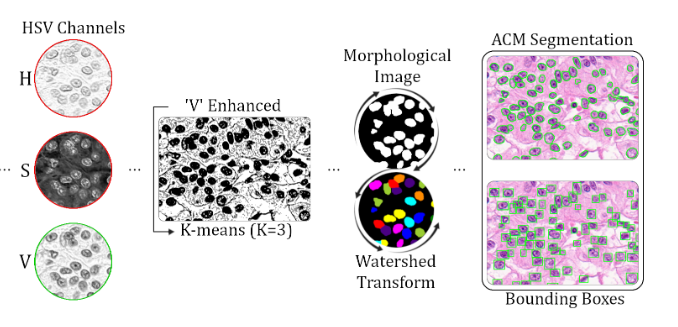 HSV Channels
H
... S ...
V
'V' Enhanced
K-means (K=3)
...
Morphological
Image
Watershed
Transform
...
ACM Segmentation
Bounding Boxes